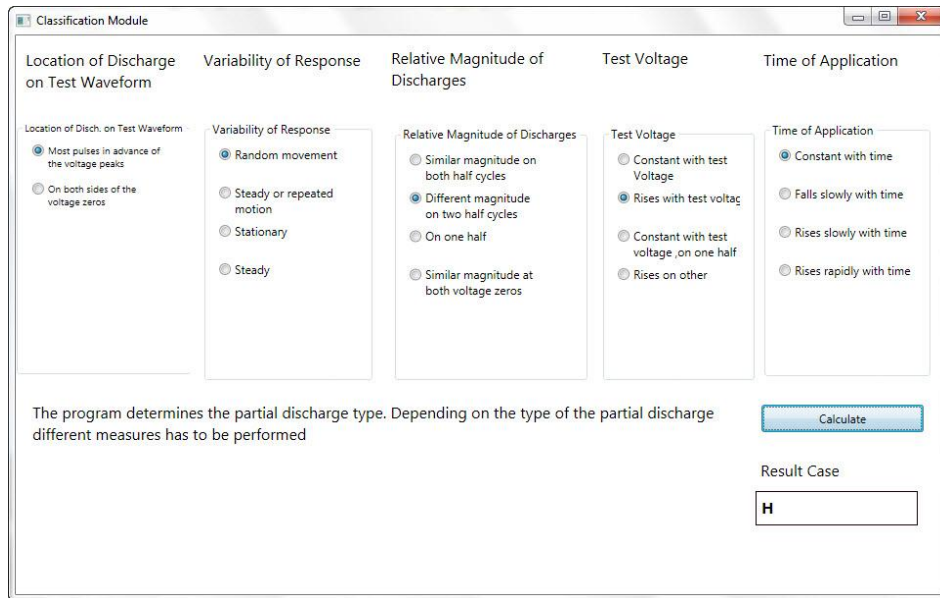 Classification Module
Location of Discharge
on Test Waveform
Variability of Response
Relative Magnitude of
Discharges
Test Voltage
Time of Application
Location of Disch. on Test Waveform
Most pulses in advance of
the voltage peaks
On both sides of the
voltage zeros
Variability of Response
Random movement
Steady or repeated
motion
Stationary
Steady
Relative Magnitude of Discharges
Similar magnitude on
both half cycles
Different magnitude
on two half cycles
On one half
Similar magnitude at
both voltage zeros
Test Voltage
Constant with test
Voltage
Rises with test voltag
Constant with test
voltage ,on one half
Rises on other
Time of Application
Constant with time
Falls slowly with time
Rises slowly with time
Rises rapidly with time
The program determines the partial discharge type. Depending on the type of the partial discharge
different measures has to be performed
Calculate
Result Case
H